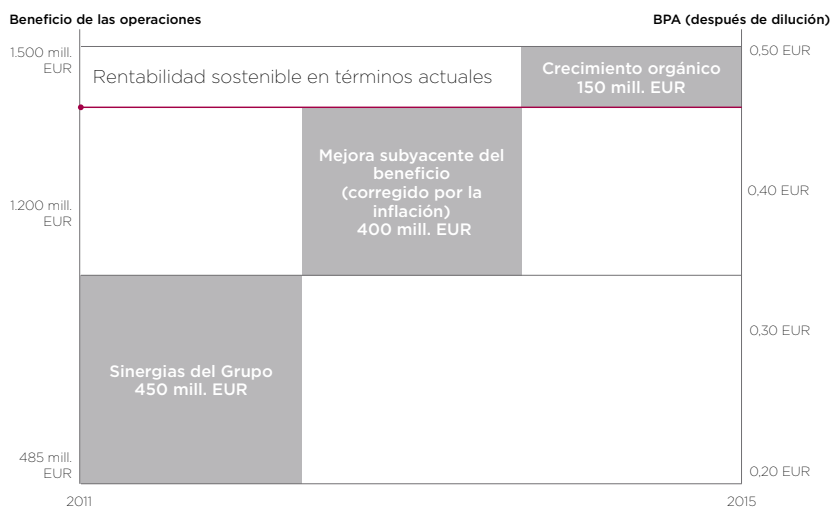 Beneficio de las operaciones
BPA (después de dilución)
1.500 mill.
EUR
0,50 EUR
Rentabilidad sostenible en términos actuales
Crecimiento orgánico
150 mill. EUR
Mejora subyacente del
beneficio
(corregido por la
inflación)
400 mill. EUR
1.200 mill.
EUR
0,40 EUR
0,30 EUR
Sinergias del Grupo
450 mill. EUR
485 mill.
EUR
0,20 EUR
2011
2015